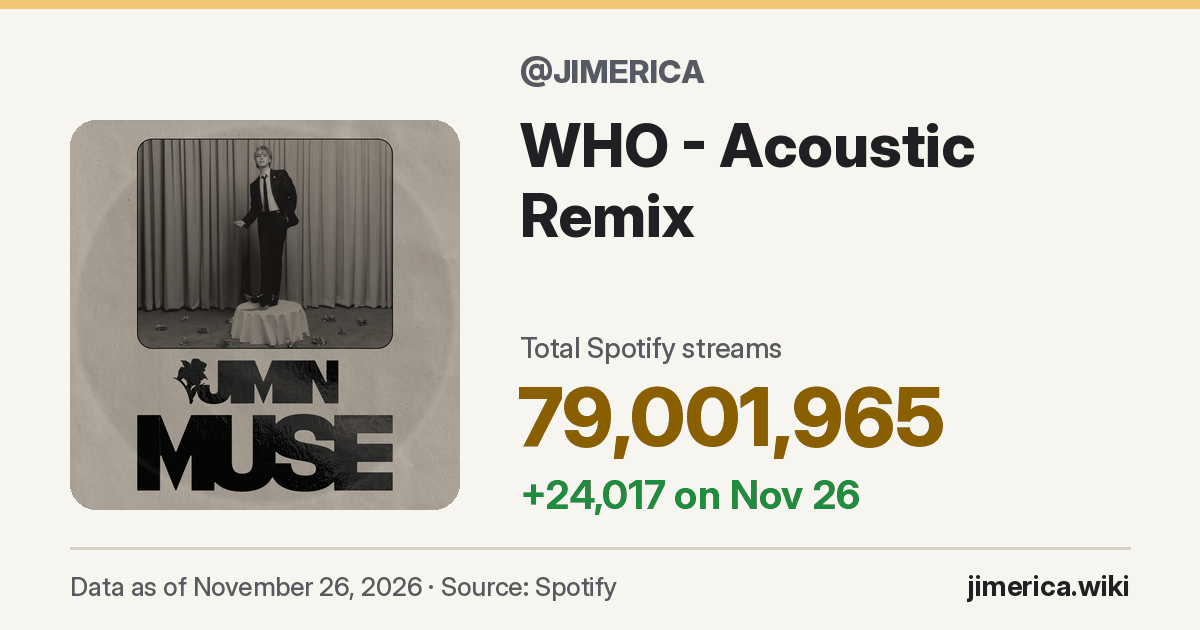 @JIMERICA
WHO - Acoustic
Remix
JMN
MUSE
Total Spotify streams
79,001,965
+24,017 on Nov 26
Data as of November 26, 2026 · Source: Spotify
jimerica.wiki